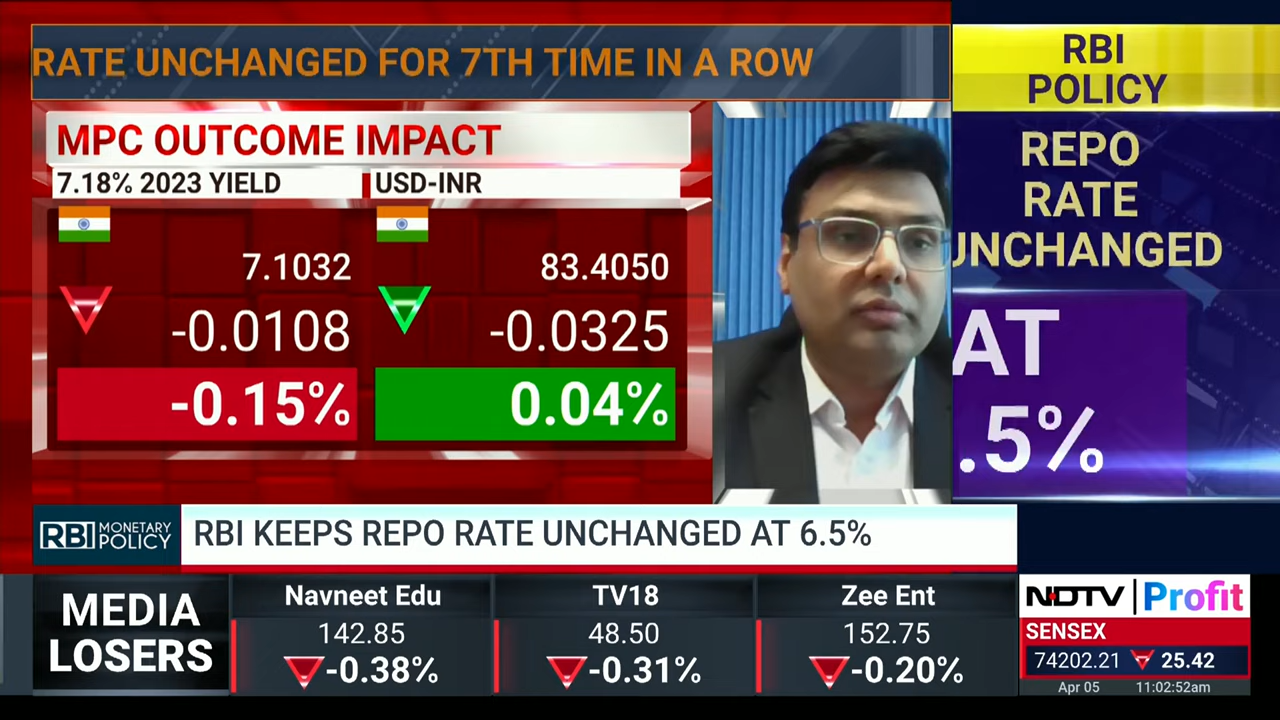 RATE UNCHANGED FOR 7TH TIME IN A ROW
MPC OUTCOME IMPACT
7.18% 2023 YIELD
7.1032
-0.0108
-0.15%
USD-INR
83.4050
-0.0325
0.04%
RBI
POLICY
REPO
RATE
UNCHANGED
AT
.5%
RBI MONETARY
POLICY
RBI KEEPS REPO RATE UNCHANGED AT 6.5%
MEDIA
LOSERS
Navneet Edu
142.85
-0.38%
TV18
48.50
-0.31%
Zee Ent
152.75
-0.20%
NDTV Profit
SENSEX
74202.21 25.42
Apr 05 11:02:52am